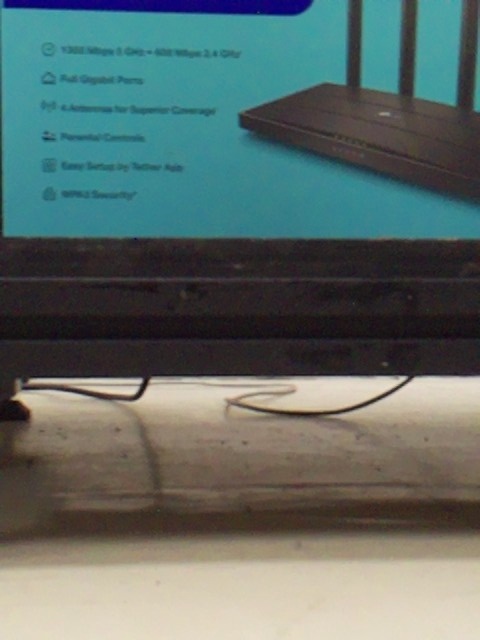 1300 Mbps 5 GHz + 600 Mbps 2.4 GHz
Full Gigabit Ports
4 Antennas for Superior Coverage
Parental Controls
Easy Setup by Tether App
WPA3 Security*